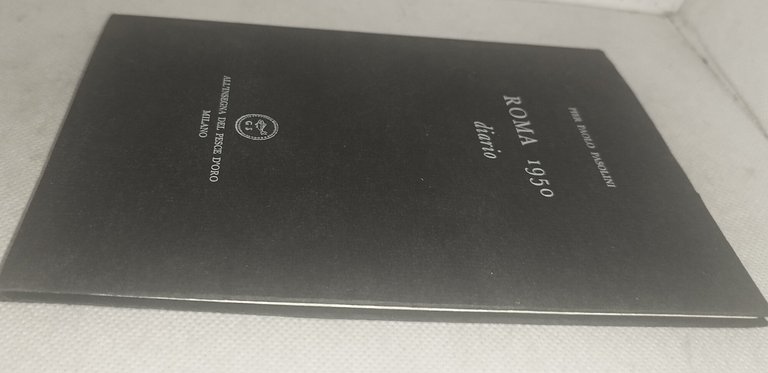 PIER PAOLO PASOLINI
ROMA 1950
diario
ALL'INSEGNA DEL PESCE D'ORO
MILANO